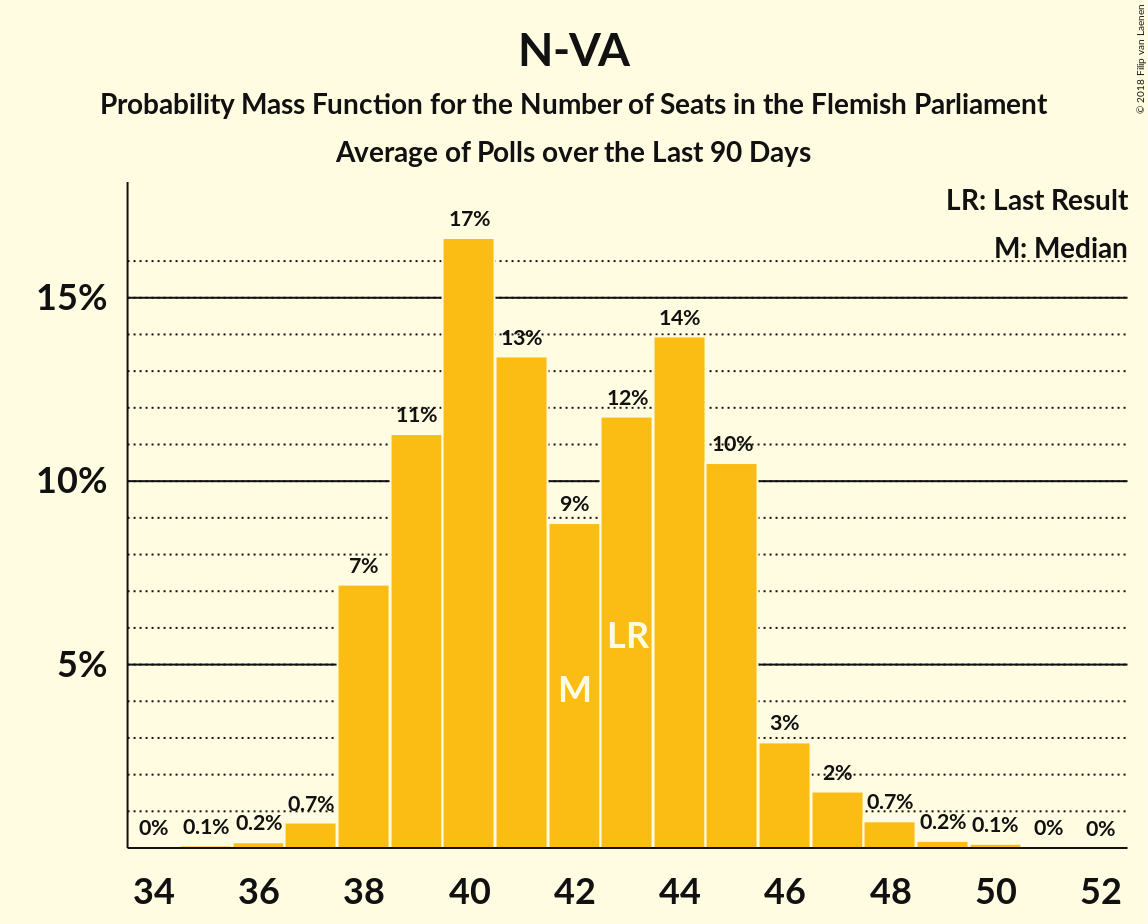 N-VA
Probability Mass Function for the Number of Seats in the Flemish Parliament
Average of Polls over the Last 90 Days
© 2018 Filip van Laenen
LR: Last Result
M: Median
15%
10%
5%
0%
0.1%
0.2%
0.7%
7%
11%
17%
13%
9%
12%
14%
10%
3%
2%
0.7%
0.2%
0.1%
0%
0%
LR
M
34 36 38 40 42 44 46 48 50 52